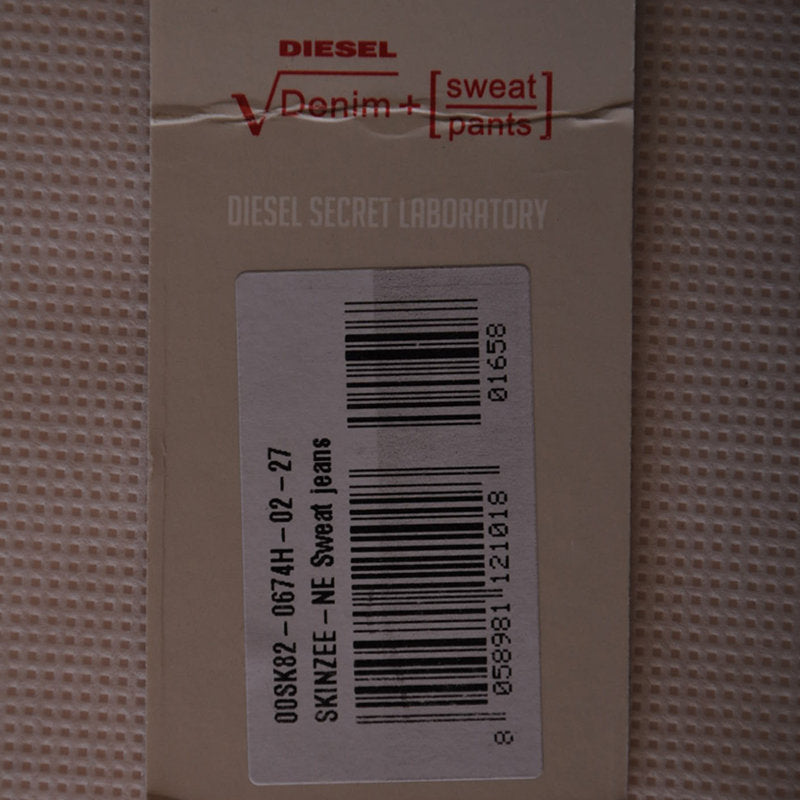 DIESEL
√Denim + [sweat
pants]
DIESEL SECRET LABORATORY
00SK82-0674H-02-27
SKINZEE-NE Sweat jeans
01658
8 058981 121018